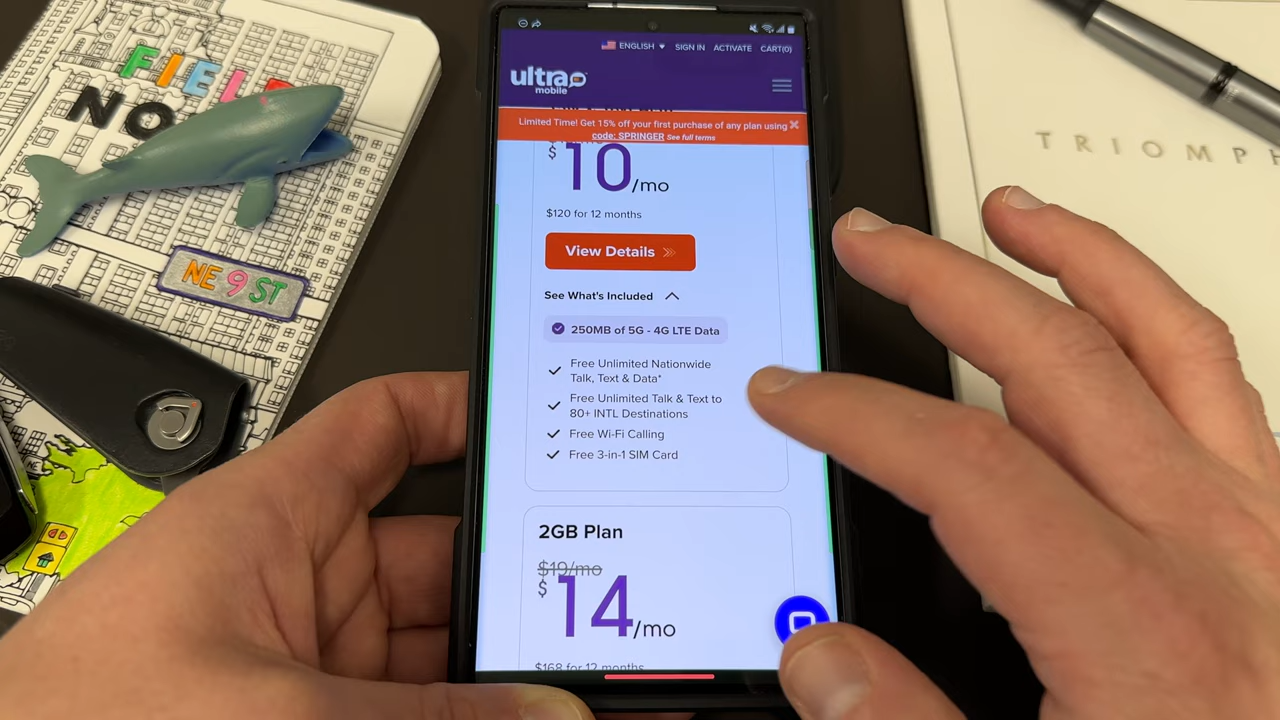 FIEL
NO
NE 9 ST
TRIOMPH
ENGLISH
SIGN IN
ACTIVATE
CART(0)
ultra
mobile
Limited Time! Get 15% off your first purchase of any plan using
code: SPRINGER See full terms
$10/mo
$120 for 12 months
View Details
See What's Included
250MB of 5G - 4G LTE Data
Free Unlimited Nationwide
Talk, Text & Data*
Free Unlimited Talk & Text to
80+ INTL Destinations
Free Wi-Fi Calling
Free 3-in-1 SIM Card
2GB Plan
$19/mo
$14/mo
$168 for 12 months